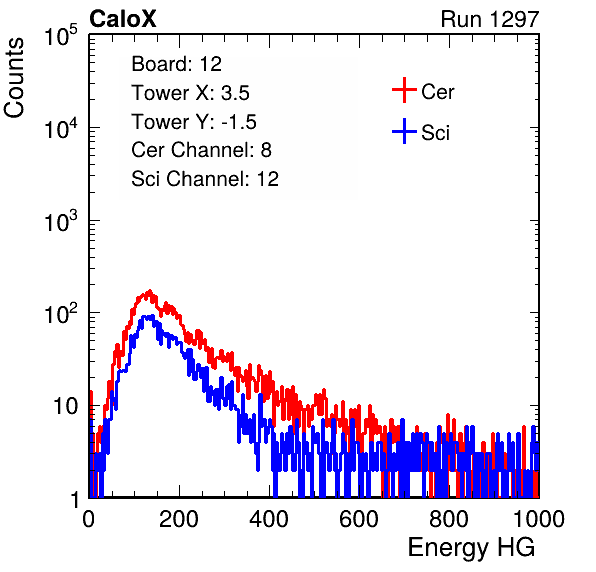 CaloX Run 1297
Counts
Board: 12
Tower X: 3.5
Tower Y: -1.5
Cer Channel: 8
Sci Channel: 12
Cer
Sci
10^5
10^4
10^3
10^2
10
1
0 200 400 600 800 1000
Energy HG